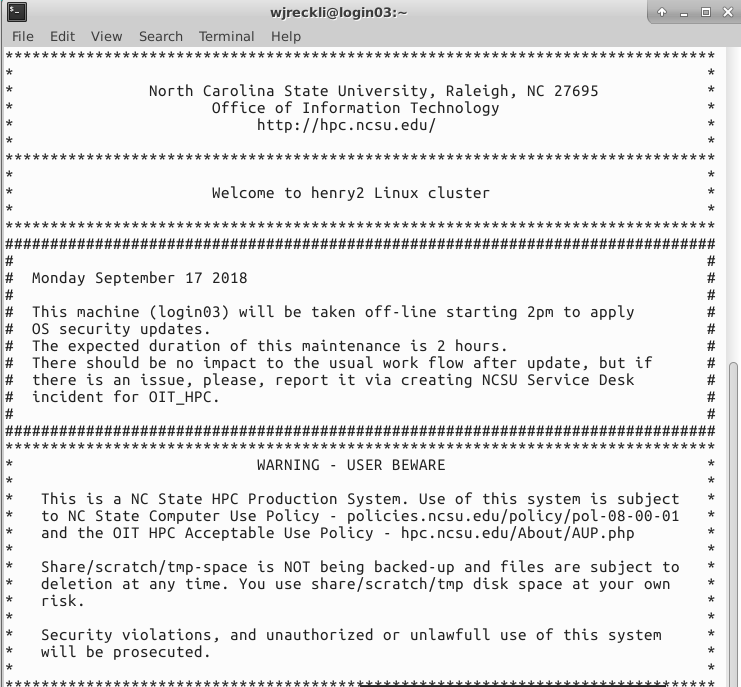 wjreckli@login03:~
File Edit View Search Terminal Help
*******************************************************************************
*                                                                             *
*               North Carolina State University, Raleigh, NC 27695            *
*                      Office of Information Technology                       *
*                           http://hpc.ncsu.edu/                              *
*                                                                             *
*******************************************************************************
*                                                                             *
*                      Welcome to henry2 Linux cluster                        *
*                                                                             *
*******************************************************************************
###############################################################################
#                                                                             #
#  Monday September 17 2018                                                   #
#                                                                             #
#  This machine (login03) will be taken off-line starting 2pm to apply        #
#  OS security updates.                                                       #
#  The expected duration of this maintenance is 2 hours.                      #
#  There should be no impact to the usual work flow after update, but if      #
#  there is an issue, please, report it via creating NCSU Service Desk        #
#  incident for OIT_HPC.                                                      #
#                                                                             #
###############################################################################
*******************************************************************************
*                           WARNING - USER BEWARE                             *
*                                                                             *
*   This is a NC State HPC Production System. Use of this system is subject   *
*   to NC State Computer Use Policy - policies.ncsu.edu/policy/pol-08-00-01   *
*   and the OIT HPC Acceptable Use Policy - hpc.ncsu.edu/About/AUP.php        *
*                                                                             *
*   Share/scratch/tmp-space is NOT being backed-up and files are subject to   *
*   deletion at any time. You use share/scratch/tmp disk space at your own    *
*   risk.                                                                     *
*                                                                             *
*   Security violations, and unauthorized or unlawfull use of this system     *
*   will be prosecuted.                                                       *
*                                                                             *
*******************************************************************************